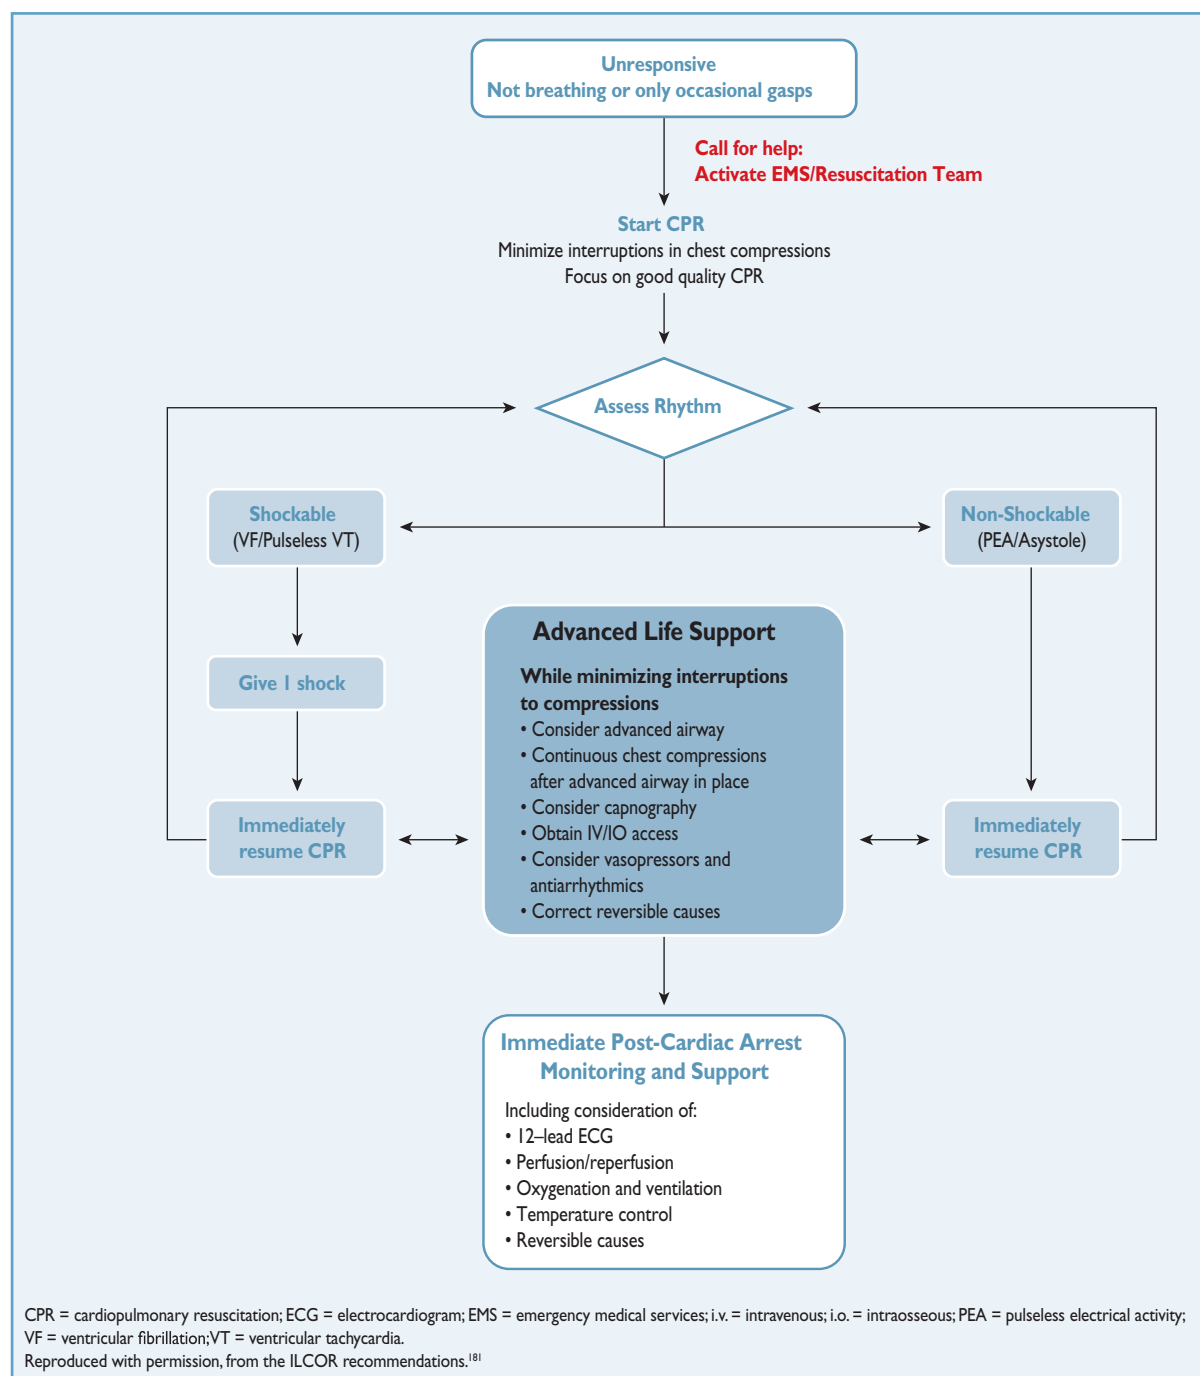 Unresponsive
Not breathing or only occasional gasps
Call for help:
Activate EMS/Resuscitation Team
Start CPR
Minimize interruptions in chest compressions
Focus on good quality CPR
Assess Rhythm
Shockable
(VF/Pulseless VT)
Non-Shockable
(PEA/Asystole)
Give 1 shock
Immediately
resume CPR
Advanced Life Support
While minimizing interruptions
to compressions
• Consider advanced airway
• Continuous chest compressions
after advanced airway in place
• Consider capnography
• Obtain IV/IO access
• Consider vasopressors and
antiarrhythmics
• Correct reversible causes
Immediately
resume CPR
Immediate Post-Cardiac Arrest
Monitoring and Support
Including consideration of:
• 12–lead ECG
• Perfusion/reperfusion
• Oxygenation and ventilation
• Temperature control
• Reversible causes
CPR = cardiopulmonary resuscitation; ECG = electrocardiogram; EMS = emergency medical services; i.v. = intravenous; i.o. = intraosseous; PEA = pulseless electrical activity;
VF = ventricular fibrillation; VT = ventricular tachycardia.
Reproduced with permission, from the ILCOR recommendations.¹⁸¹